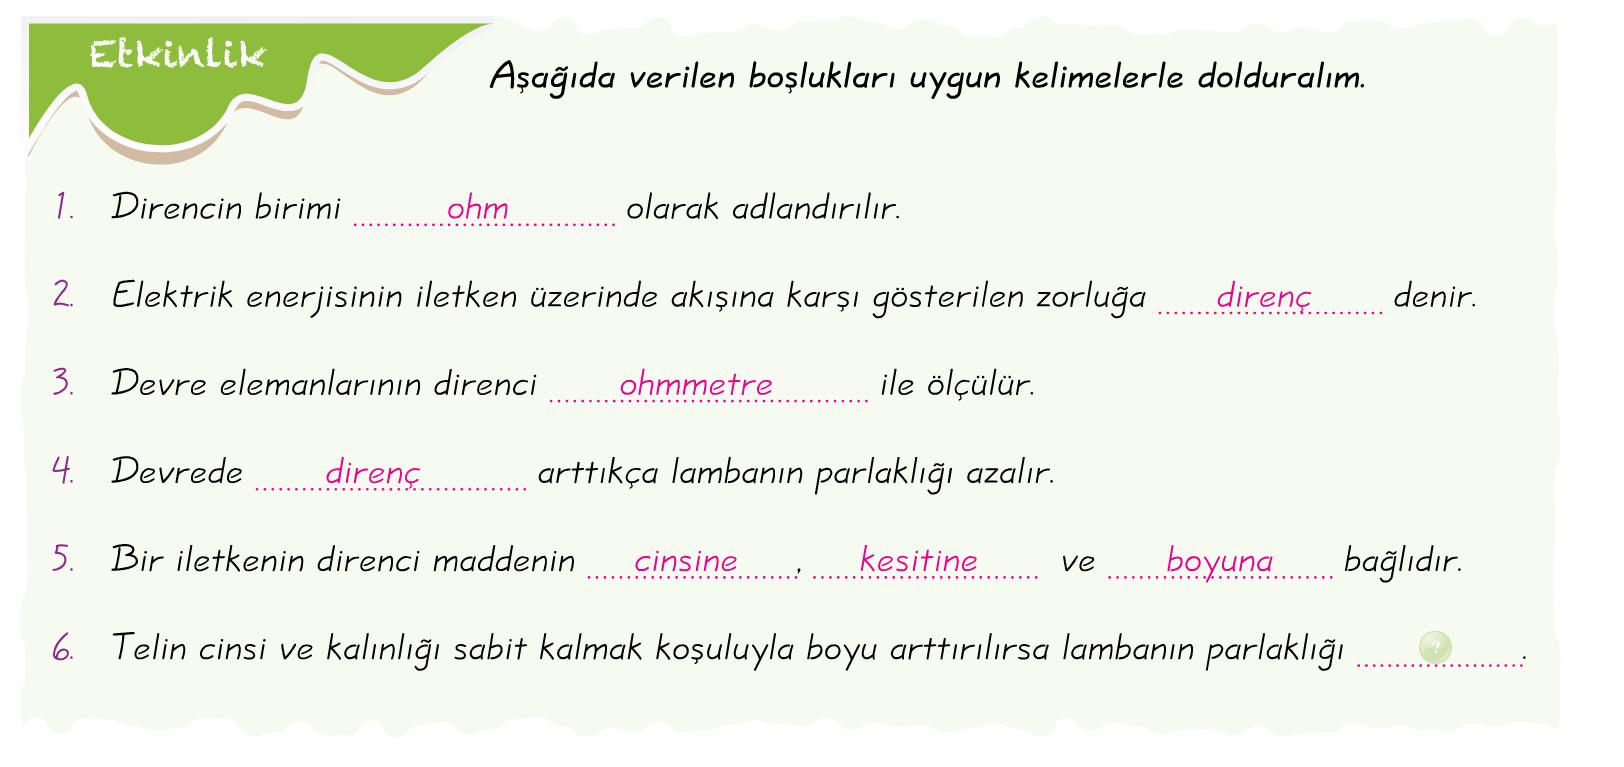 Etkinlik
Aşağıda verilen boşlukları uygun kelimelerle dolduralım.
1. Direncin birimi ohm olarak adlandırılır.
2. Elektrik enerjisinin iletken üzerinde akışına karşı gösterilen zorluğa direnç denir.
3. Devre elemanlarının direnci ohmmetre ile ölçülür.
4. Devrede direnç arttıkça lambanın parlaklığı azalır.
5. Bir iletkenin direnci maddenin cinsine, kesitine ve boyuna bağlıdır.
6. Telin cinsi ve kalınlığı sabit kalmak koşuluyla boyu arttırılırsa lambanın parlaklığı ? .